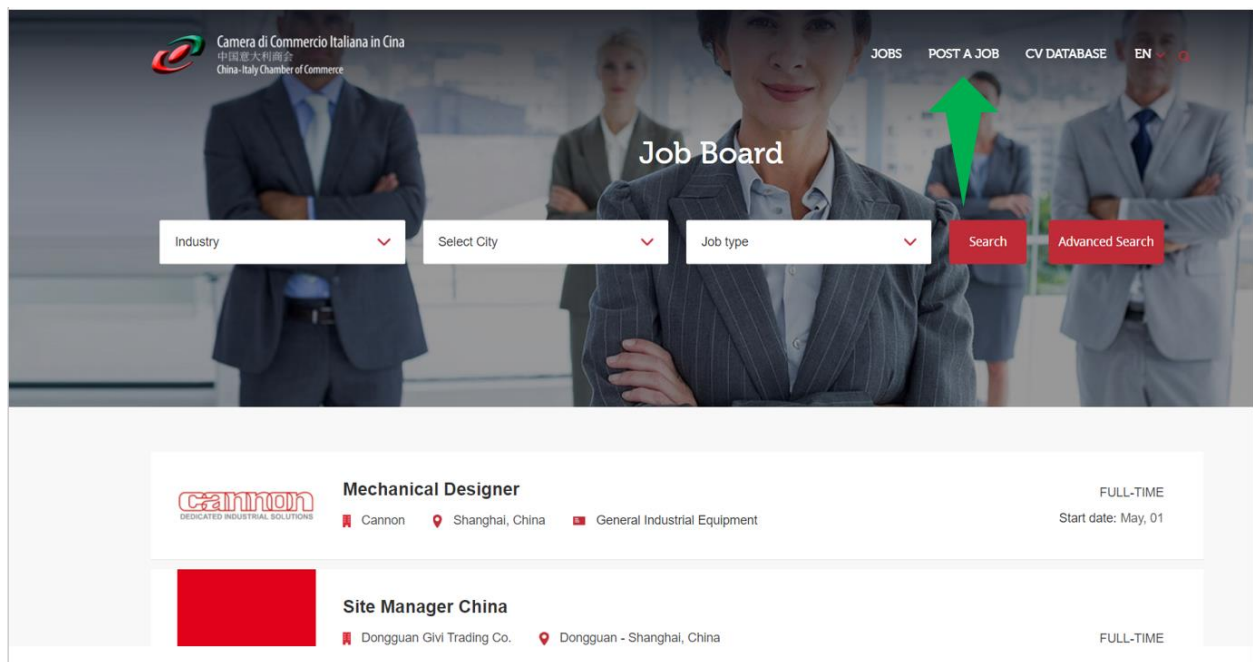 Camera di Commercio Italiana in Cina
中国意大利商会
China-Italy Chamber of Commerce
JOBS POST A JOB CV DATABASE EN
Job Board
Industry Select City Job type Search Advanced Search
cannon
DEDICATED INDUSTRIAL SOLUTIONS
Mechanical Designer
Cannon Shanghai, China General Industrial Equipment
FULL-TIME
Start date: May, 01
Site Manager China
Dongguan Givi Trading Co. Dongguan - Shanghai, China
FULL-TIME